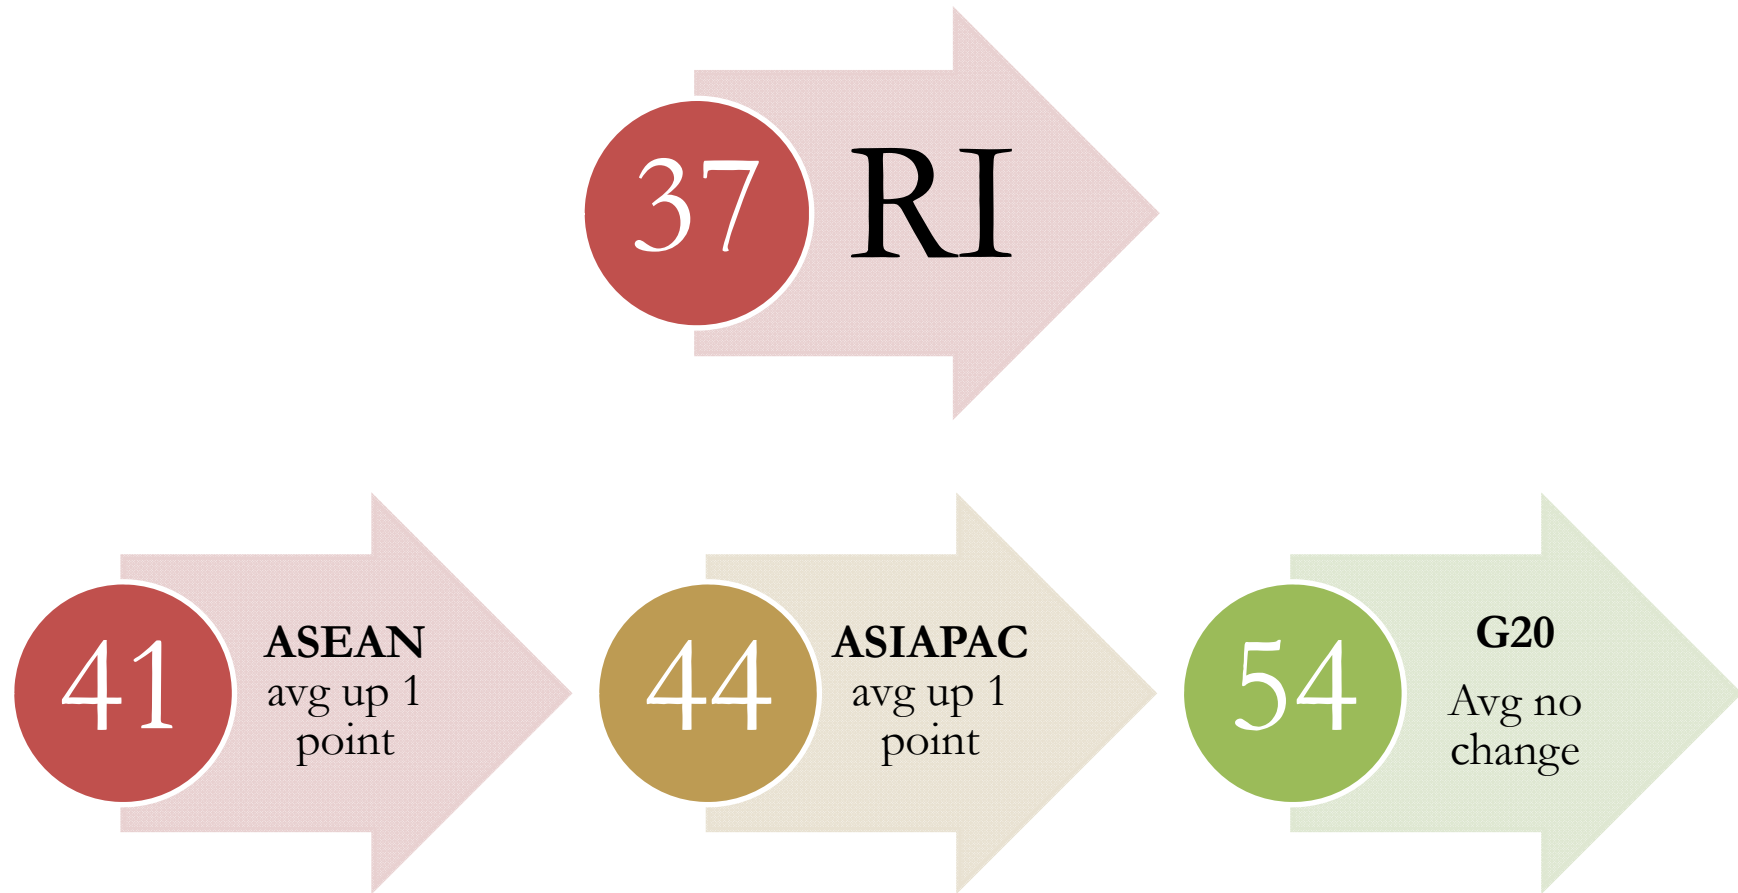 37
RI
41
ASEAN
avg up 1
point
44
ASIAPAC
avg up 1
point
54
G20
Avg no
change